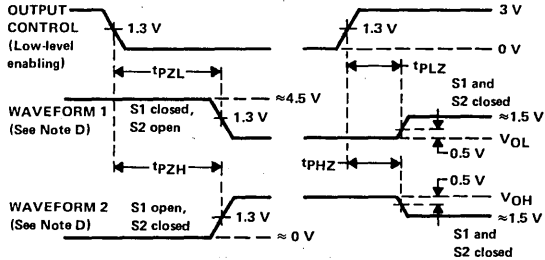 OUTPUT
CONTROL
(Low-level
enabling)
1.3 V
1.3 V
3 V
0 V
tPZL
tPLZ
S1 and
S2 closed
WAVEFORM 1
(See Note D)
S1 closed,
S2 open
≈4.5 V
1.3 V
≈1.5 V
VOL
0.5 V
tPZH
tPHZ
0.5 V
WAVEFORM 2
(See Note D)
S1 open,
S2 closed
1.3 V
≈ 0 V
VOH
≈1.5 V
S1 and
S2 closed